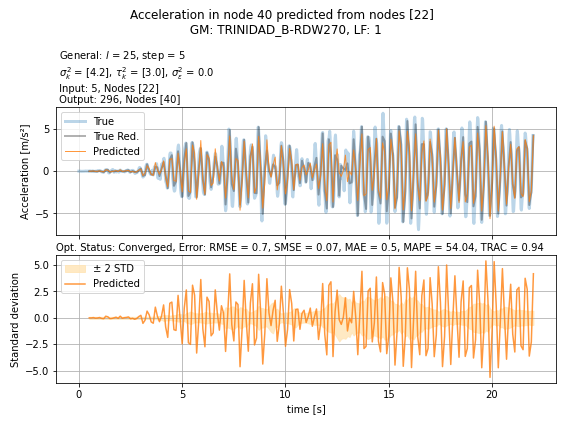 Acceleration in node 40 predicted from nodes [22]
GM: TRINIDAD_B-RDW270, LF: 1
General: l = 25, step = 5
σ²ₖ = [4.2], τ²ₖ = [3.0], σ²ε = 0.0
Input: 5, Nodes [22]
Output: 296, Nodes [40]
Acceleration [m/s²]
5
0
−5
True
True Red.
Predicted
Opt. Status: Converged, Error: RMSE = 0.7, SMSE = 0.07, MAE = 0.5, MAPE = 54.04, TRAC = 0.94
Standard deviation
5.0
2.5
0.0
−2.5
−5.0
± 2 STD
Predicted
0 5 10 15 20
time [s]